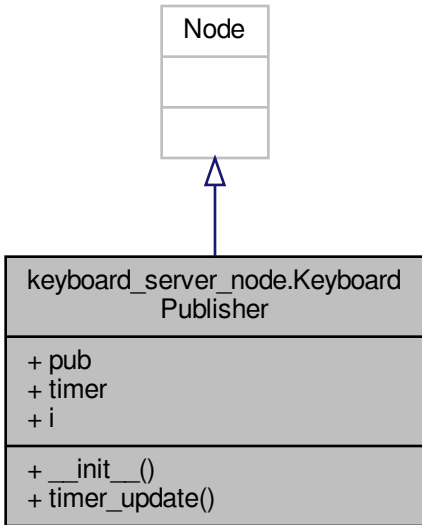 Node
keyboard_server_node.Keyboard
Publisher
+ pub
+ timer
+ i
+ __init__()
+ timer_update()